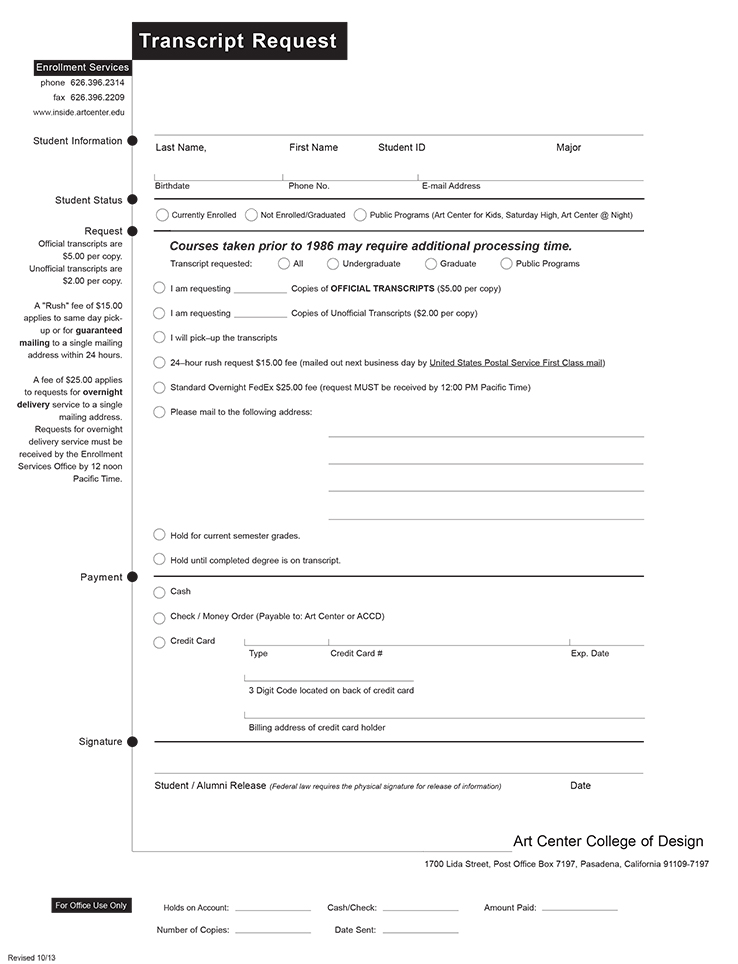 Transcript Request
Enrollment Services
phone 626.396.2314
fax 626.396.2209
www.inside.artcenter.edu
Student Information
Last Name, First Name Student ID Major
Birthdate Phone No. E-mail Address
Student Status
Currently Enrolled Not Enrolled/Graduated Public Programs (Art Center for Kids, Saturday High, Art Center @ Night)
Request
Official transcripts are
$5.00 per copy.
Unofficial transcripts are
$2.00 per copy.
A "Rush" fee of $15.00
applies to same day pick-
up or for guaranteed
mailing to a single mailing
address within 24 hours.
A fee of $25.00 applies
to requests for overnight
delivery service to a single
mailing address.
Requests for overnight
delivery service must be
received by the Enrollment
Services Office by 12 noon
Pacific Time.
Courses taken prior to 1986 may require additional processing time.
Transcript requested: All Undergraduate Graduate Public Programs
I am requesting ___________ Copies of OFFICIAL TRANSCRIPTS ($5.00 per copy)
I am requesting ___________ Copies of Unofficial Transcripts ($2.00 per copy)
I will pick–up the transcripts
24–hour rush request $15.00 fee (mailed out next business day by United States Postal Service First Class mail)
Standard Overnight FedEx $25.00 fee (request MUST be received by 12:00 PM Pacific Time)
Please mail to the following address:
Hold for current semester grades.
Hold until completed degree is on transcript.
Payment
Cash
Check / Money Order (Payable to: Art Center or ACCD)
Credit Card
Type Credit Card # Exp. Date
3 Digit Code located on back of credit card
Billing address of credit card holder
Signature
Student / Alumni Release (Federal law requires the physical signature for release of information) Date
Art Center College of Design
1700 Lida Street, Post Office Box 7197, Pasadena, California 91109-7197
For Office Use Only
Holds on Account: Cash/Check: Amount Paid:
Number of Copies: Date Sent:
Revised 10/13